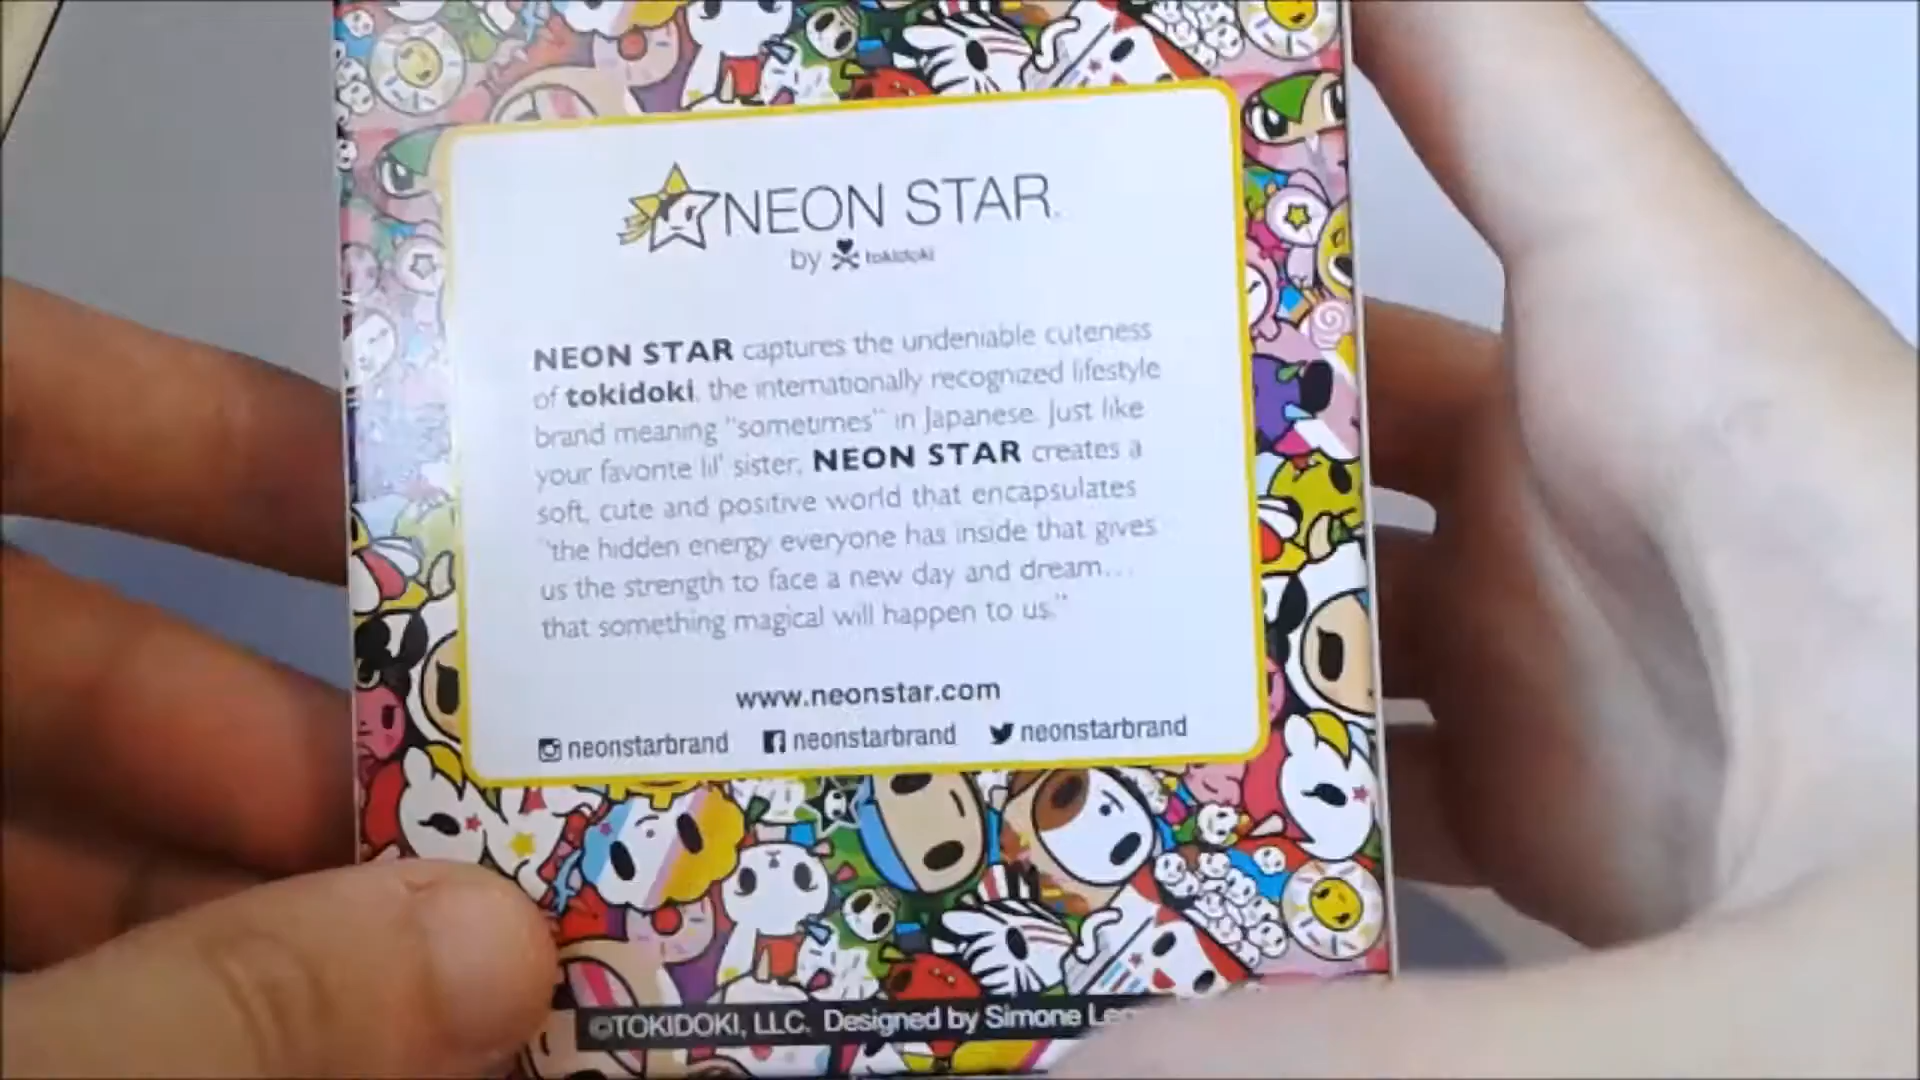 NEON STAR
by tokidoki
NEON STAR captures the undeniable cuteness
of tokidoki, the internationally recognized lifestyle
brand meaning "sometimes" in Japanese. Just like
your favorite lil' sister, NEON STAR creates a
soft, cute and positive world that encapsulates
"the hidden energy everyone has inside that gives
us the strength to face a new day and dream...
that something magical will happen to us."
www.neonstar.com
neonstarbrand neonstarbrand neonstarbrand
©TOKIDOKI, LLC. Designed by Simone